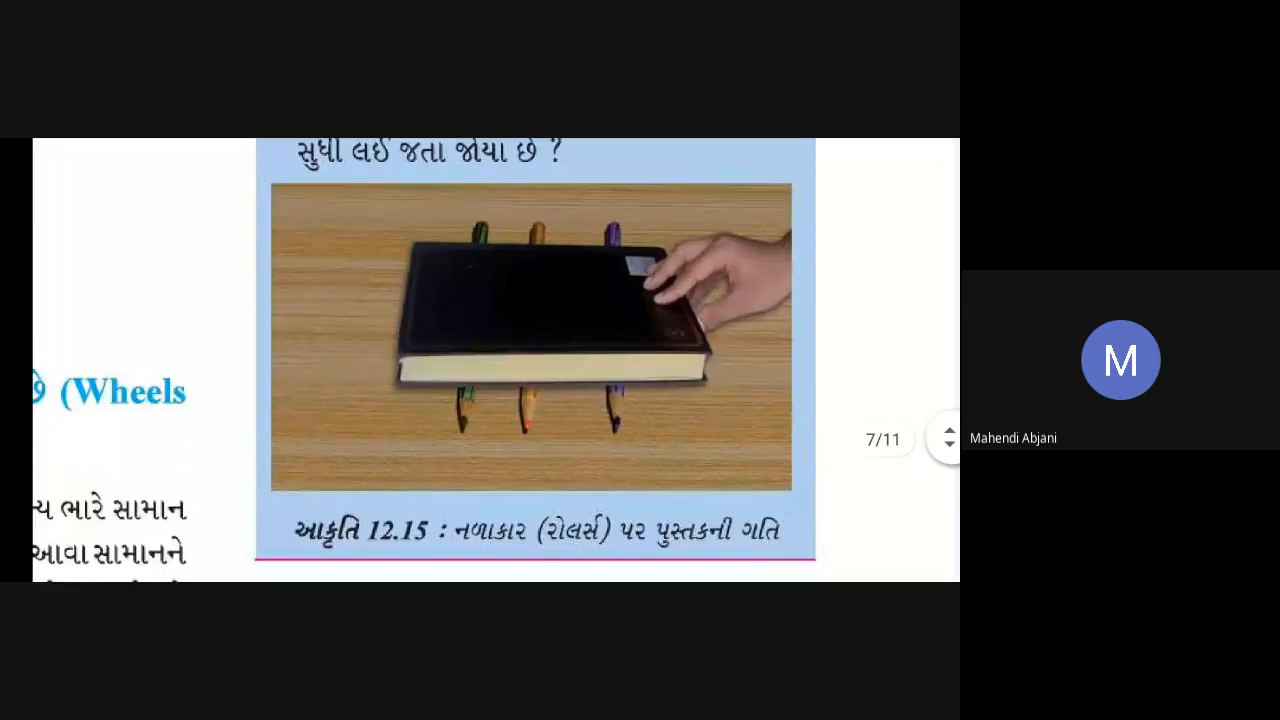 સુધી લઈ જતા જોયા છે ?
છે (Wheels
ભારે સામાન
આવા સામાનને
આકૃતિ 12.15 : નળાકાર (રોલર્સ) પર પુસ્તકની ગતિ
7/11
M
Mahendi Abjani